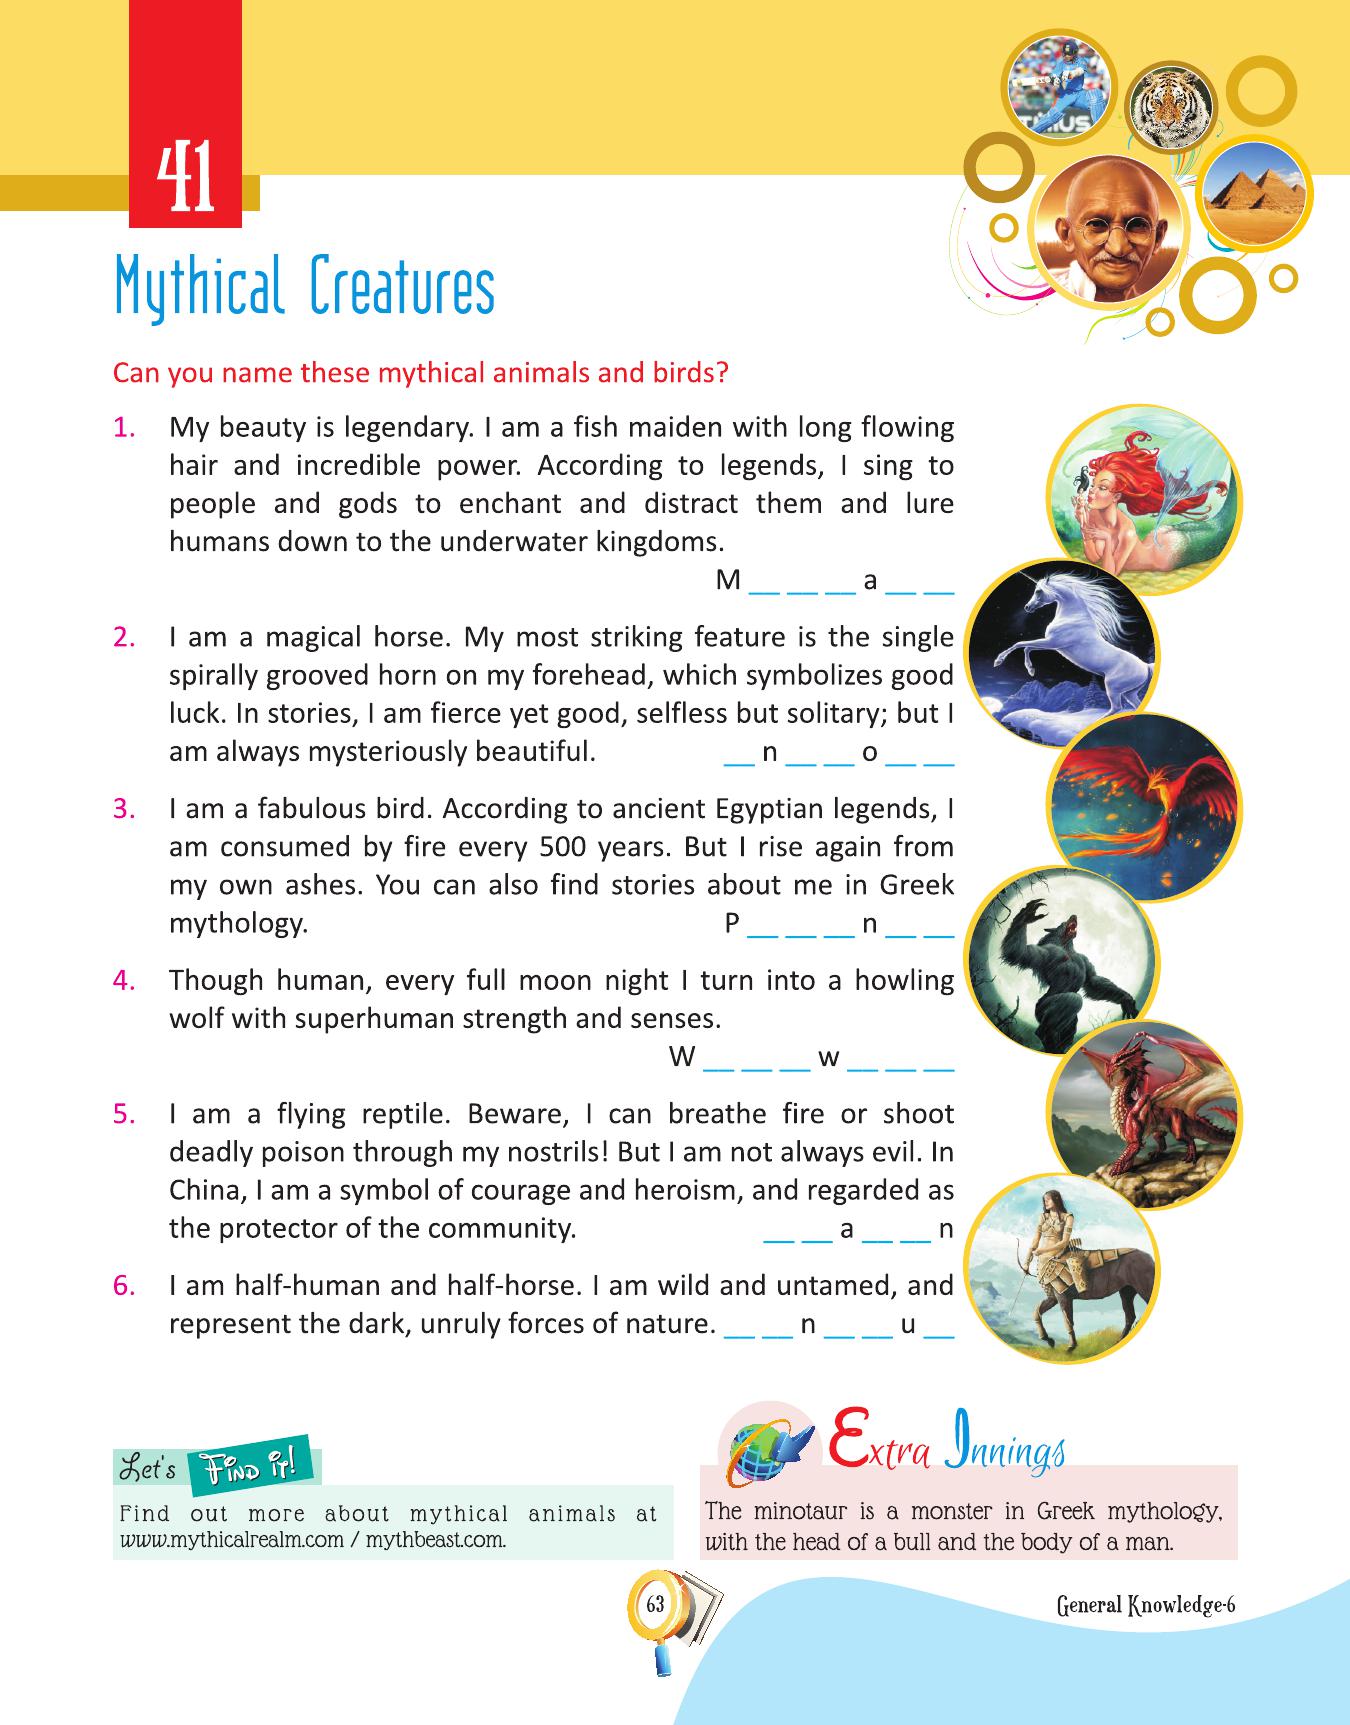 41
Mythical Creatures
Can you name these mythical animals and birds?
1. My beauty is legendary. I am a fish maiden with long flowing
hair and incredible power. According to legends, I sing to
people and gods to enchant and distract them and lure
humans down to the underwater kingdoms.
M __ __ __ a __ __
2. I am a magical horse. My most striking feature is the single
spirally grooved horn on my forehead, which symbolizes good
luck. In stories, I am fierce yet good, selfless but solitary; but I
am always mysteriously beautiful. __ n __ __ o __ __
3. I am a fabulous bird. According to ancient Egyptian legends, I
am consumed by fire every 500 years. But I rise again from
my own ashes. You can also find stories about me in Greek
mythology. P __ __ __ n __ __
4. Though human, every full moon night I turn into a howling
wolf with superhuman strength and senses.
W __ __ __ w __ __ __
5. I am a flying reptile. Beware, I can breathe fire or shoot
deadly poison through my nostrils! But I am not always evil. In
China, I am a symbol of courage and heroism, and regarded as
the protector of the community. __ __ a __ __ n
6. I am half-human and half-horse. I am wild and untamed, and
represent the dark, unruly forces of nature. __ __ n __ __ u __
Let's Find it!
Find out more about mythical animals at
www.mythicalrealm.com / mythbeast.com.
Extra Innings
The minotaur is a monster in Greek mythology,
with the head of a bull and the body of a man.
63
General Knowledge-6